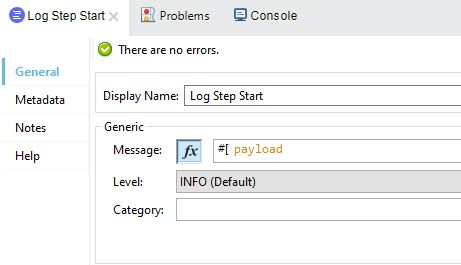 Log Step Start Problems Console
There are no errors.
General
Metadata
Notes
Help
Display Name: Log Step Start
Generic
Message: fx #[ payload
Level: INFO (Default)
Category: